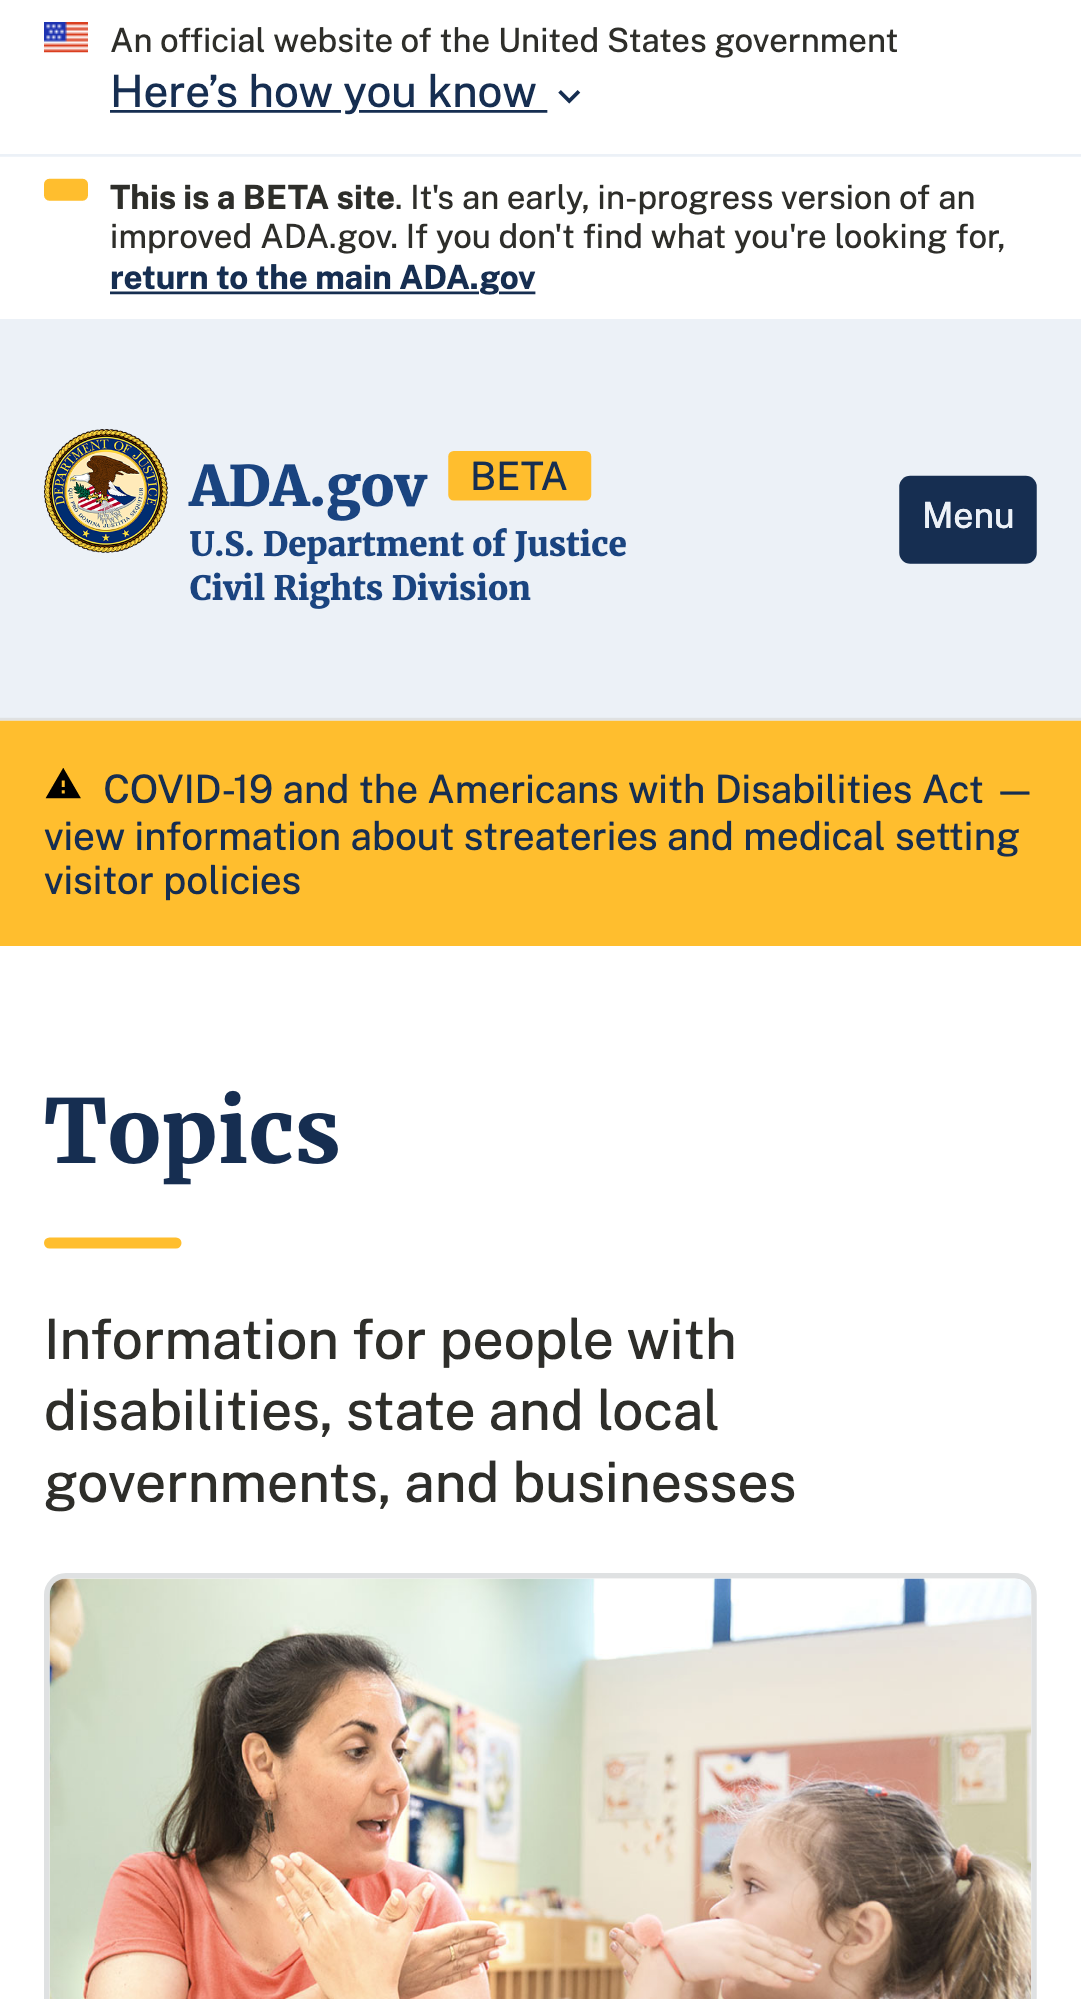 An official website of the United States government
Here’s how you know
This is a BETA site. It's an early, in-progress version of an
improved ADA.gov. If you don't find what you're looking for,
return to the main ADA.gov
DEPARTMENT OF JUSTICE
ADA.gov BETA
U.S. Department of Justice
Civil Rights Division
Menu
COVID-19 and the Americans with Disabilities Act —
view information about streateries and medical setting
visitor policies
Topics
Information for people with
disabilities, state and local
governments, and businesses